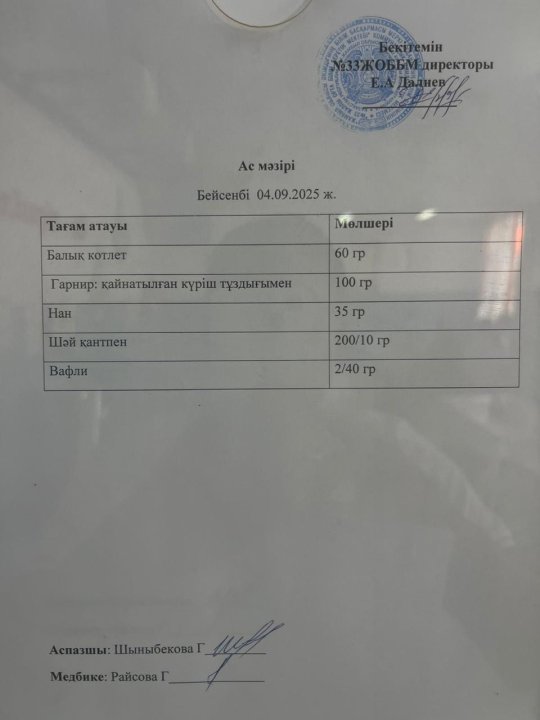 Бекітемін
№33ЖОББМ директоры
Е.А Далиев
Ас мәзірі
Бейсенбі 04.09.2025 ж.
Тағам атауы Мөлшері
Балық котлет 60 гр
Гарнир: қайнатылған күріш тұздығымен 100 гр
Нан 35 гр
Шәй қантпен 200/10 гр
Вафли 2/40 гр
Аспазшы: Шыныбекова Г
Медбике: Райсова Г